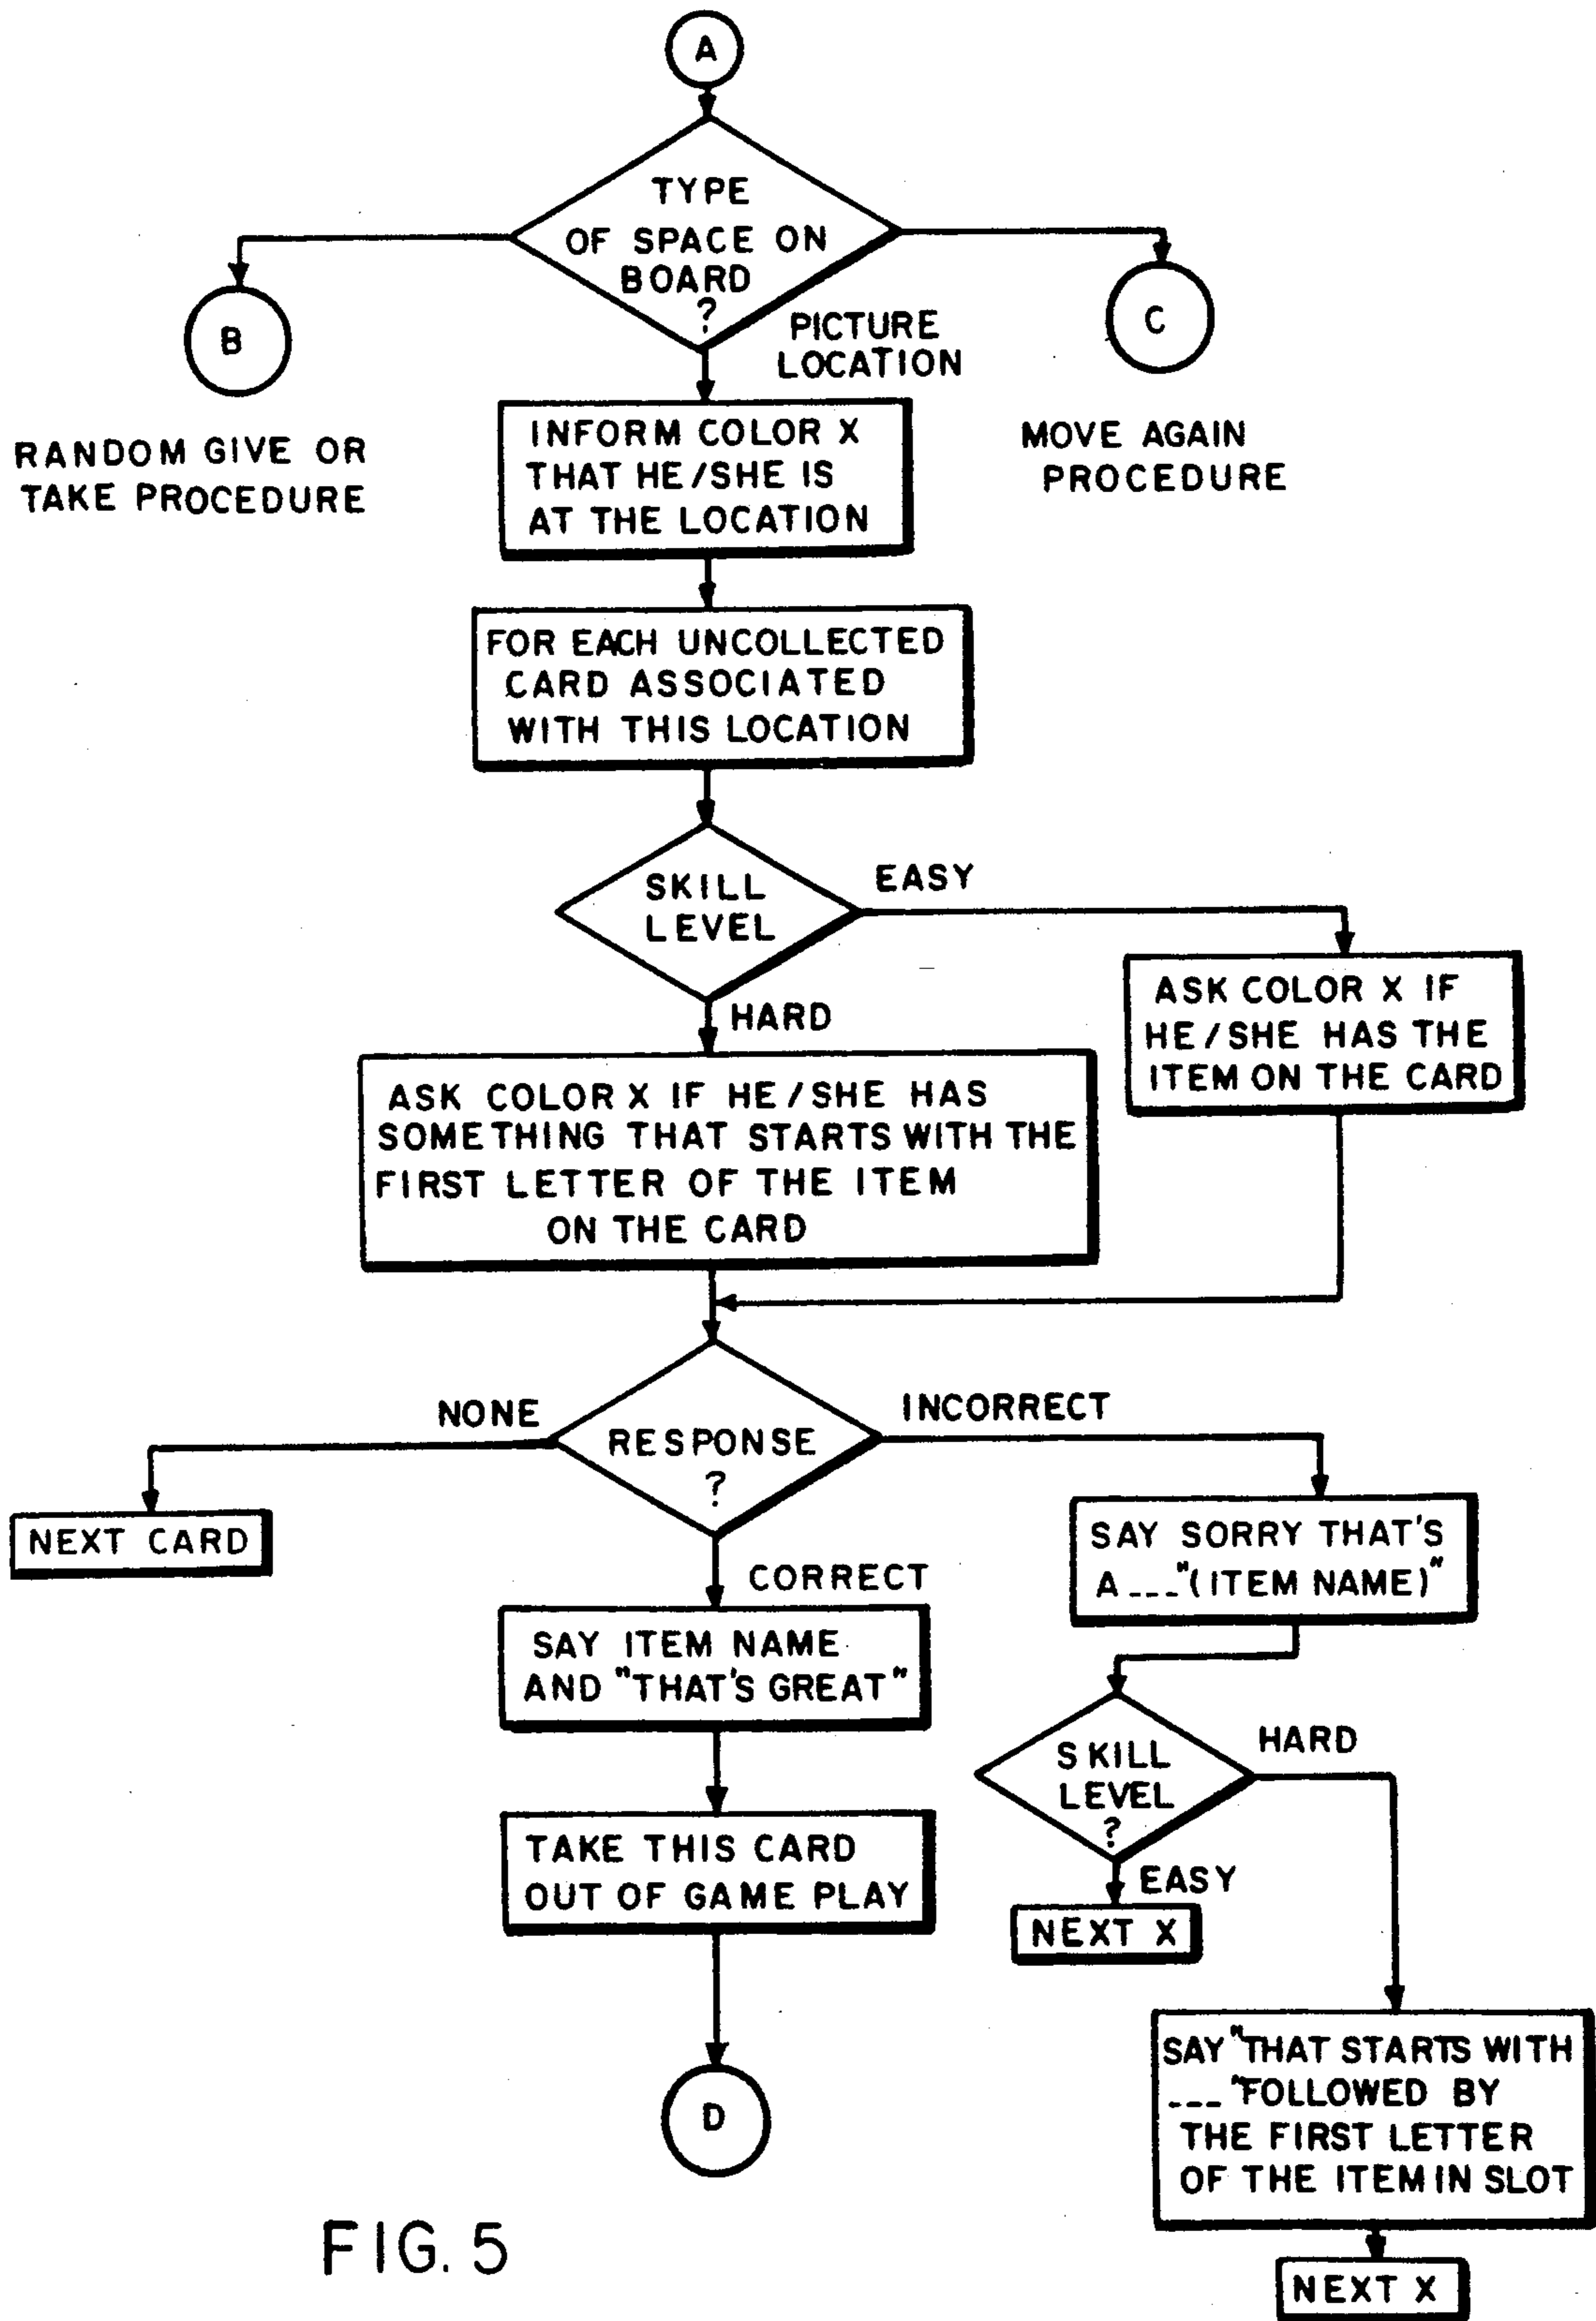 A
TYPE
OF SPACE ON
BOARD
?
B
C
PICTURE
LOCATION
RANDOM GIVE OR
TAKE PROCEDURE
INFORM COLOR X
THAT HE/SHE IS
AT THE LOCATION
MOVE AGAIN
PROCEDURE
FOR EACH UNCOLLECTED
CARD ASSOCIATED
WITH THIS LOCATION
SKILL
LEVEL
EASY
HARD
ASK COLOR X IF
HE/SHE HAS THE
ITEM ON THE CARD
ASK COLOR X IF HE/SHE HAS
SOMETHING THAT STARTS WITH THE
FIRST LETTER OF THE ITEM
ON THE CARD
RESPONSE
?
NONE
INCORRECT
NEXT CARD
CORRECT
SAY SORRY THAT'S
A ---"(ITEM NAME)"
SAY ITEM NAME
AND "THAT'S GREAT"
SKILL
LEVEL
?
HARD
EASY
NEXT X
TAKE THIS CARD
OUT OF GAME PLAY
D
SAY "THAT STARTS WITH
---"FOLLOWED BY
THE FIRST LETTER
OF THE ITEM IN SLOT
NEXT X
FIG. 5